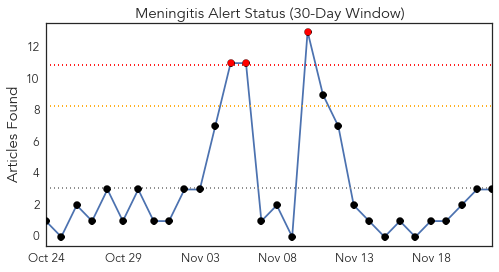 Meningitis Alert Status (30-Day Window)
Articles Found
12
10
8
6
4
2
0
Oct 24 Oct 29 Nov 03 Nov 08 Nov 13 Nov 18